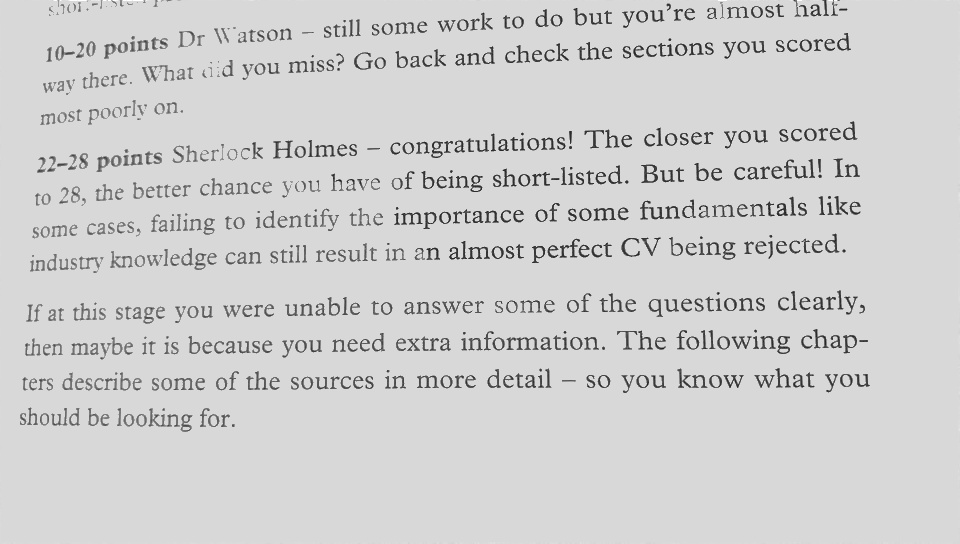 10–20 points Dr Watson – still some work to do but you're almost half-
way there. What did you miss? Go back and check the sections you scored
most poorly on.
22–28 points Sherlock Holmes – congratulations! The closer you scored
to 28, the better chance you have of being short-listed. But be careful! In
some cases, failing to identify the importance of some fundamentals like
industry knowledge can still result in an almost perfect CV being rejected.
If at this stage you were unable to answer some of the questions clearly,
then maybe it is because you need extra information. The following chap-
ters describe some of the sources in more detail – so you know what you
should be looking for.